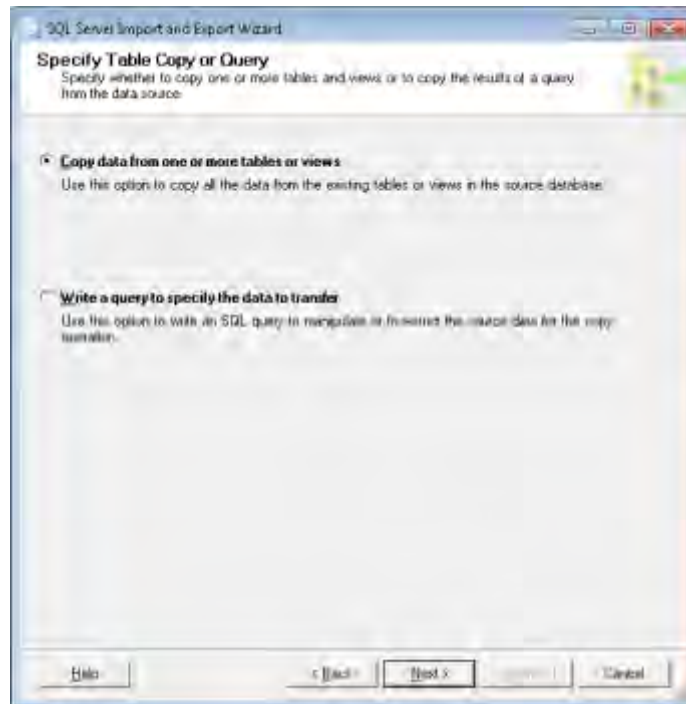 SQL Server Import and Export Wizard
Specify Table Copy or Query
Specify whether to copy one or more tables and views or to copy the results of a query
from the data source.
Copy data from one or more tables or views
Use this option to copy all the data from the existing tables or views in the source database.
Write a query to specify the data to transfer
Use this option to write an SQL query to manipulate or to restrict the source data for the copy
operation.
Help
< Back
Next >
Cancel